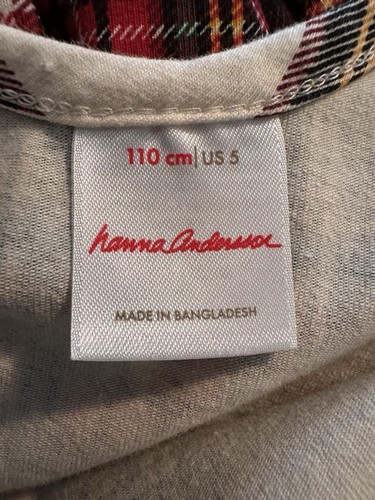 110 cm | US 5
hanna andersson
MADE IN BANGLADESH